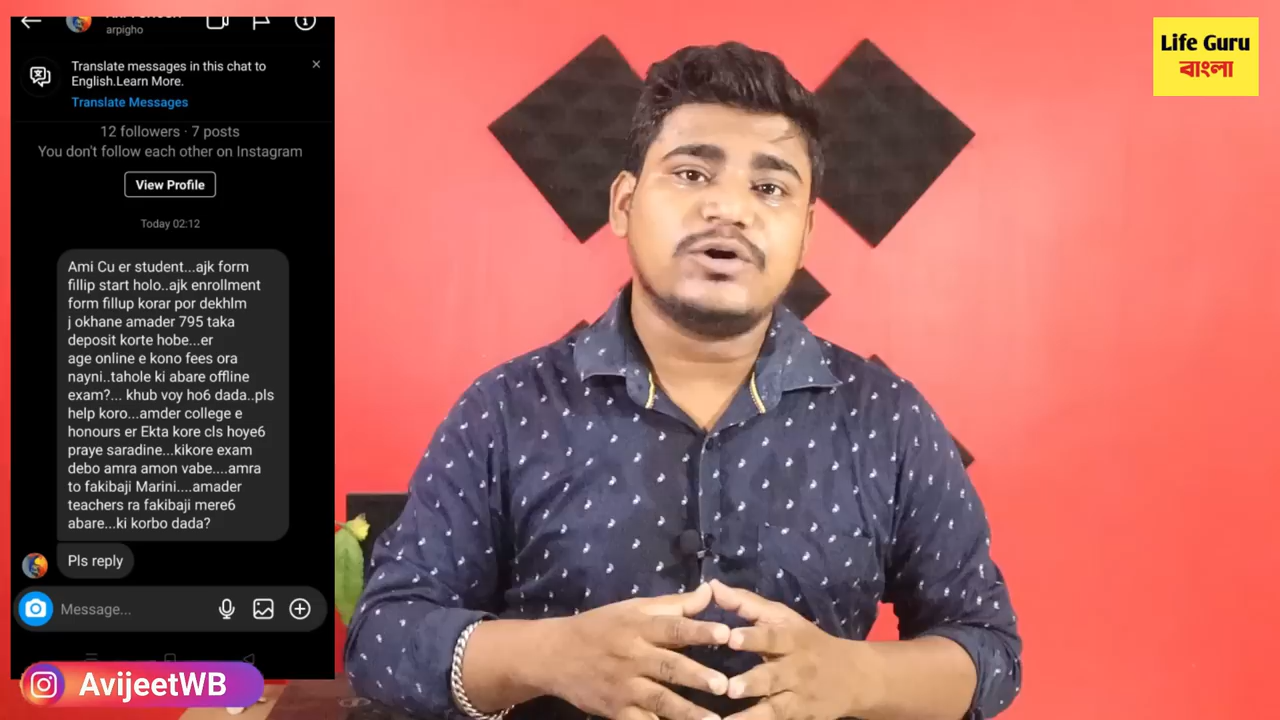 arpigho
Translate messages in this chat to
English.Learn More.
Translate Messages
12 followers · 7 posts
You don't follow each other on Instagram
View Profile
Today 02:12
Ami Cu er student...ajk form
fillip start holo..ajk enrollment
form fillup korar por dekhlm
j okhane amader 795 taka
deposit korte hobe...er
age online e kono fees ora
nayni..tahole ki abare offline
exam?... khub voy ho6 dada..pls
help koro...amder college e
honours er Ekta kore cls hoye6
praye saradine...kikore exam
debo amra amon vabe....amra
to fakibaji Marini....amader
teachers ra fakibaji mere6
abare...ki korbo dada?
Pls reply
Message...
AvijeetWB
Life Guru
বাংলা